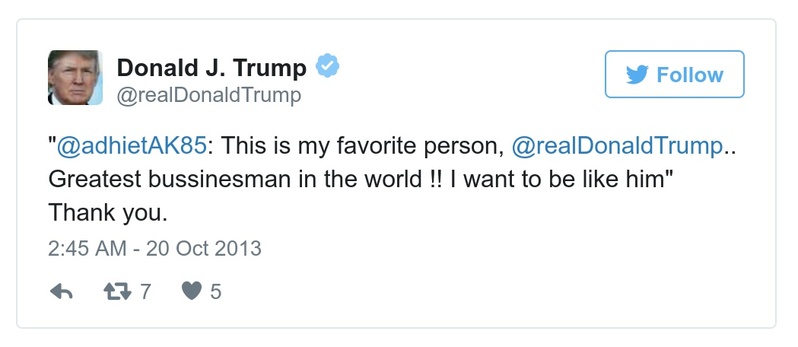 Donald J. Trump
@realDonaldTrump
Follow
"@adhietAK85: This is my favorite person, @realDonaldTrump..
Greatest bussinesman in the world !! I want to be like him"
Thank you.
2:45 AM - 20 Oct 2013
7 5